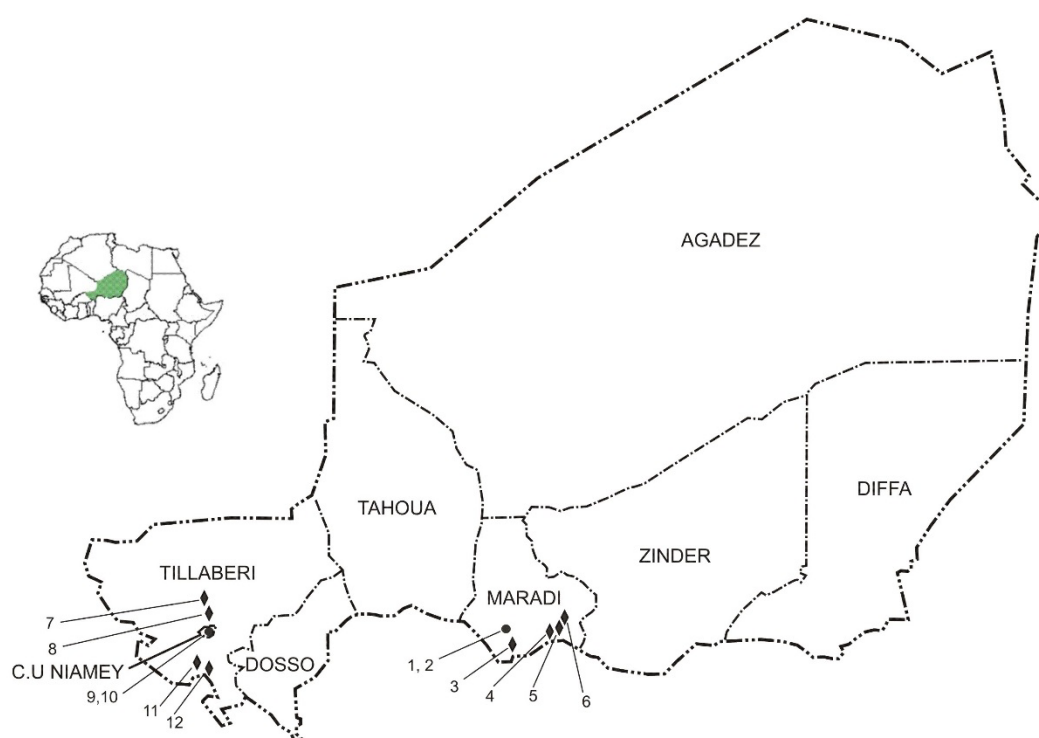 AGADEZ
DIFFA
TAHOUA
ZINDER
TILLABERI
MARADI
7
8
C.U NIAMEY
DOSSO
1, 2
3
4
5
6
9,10
11
12